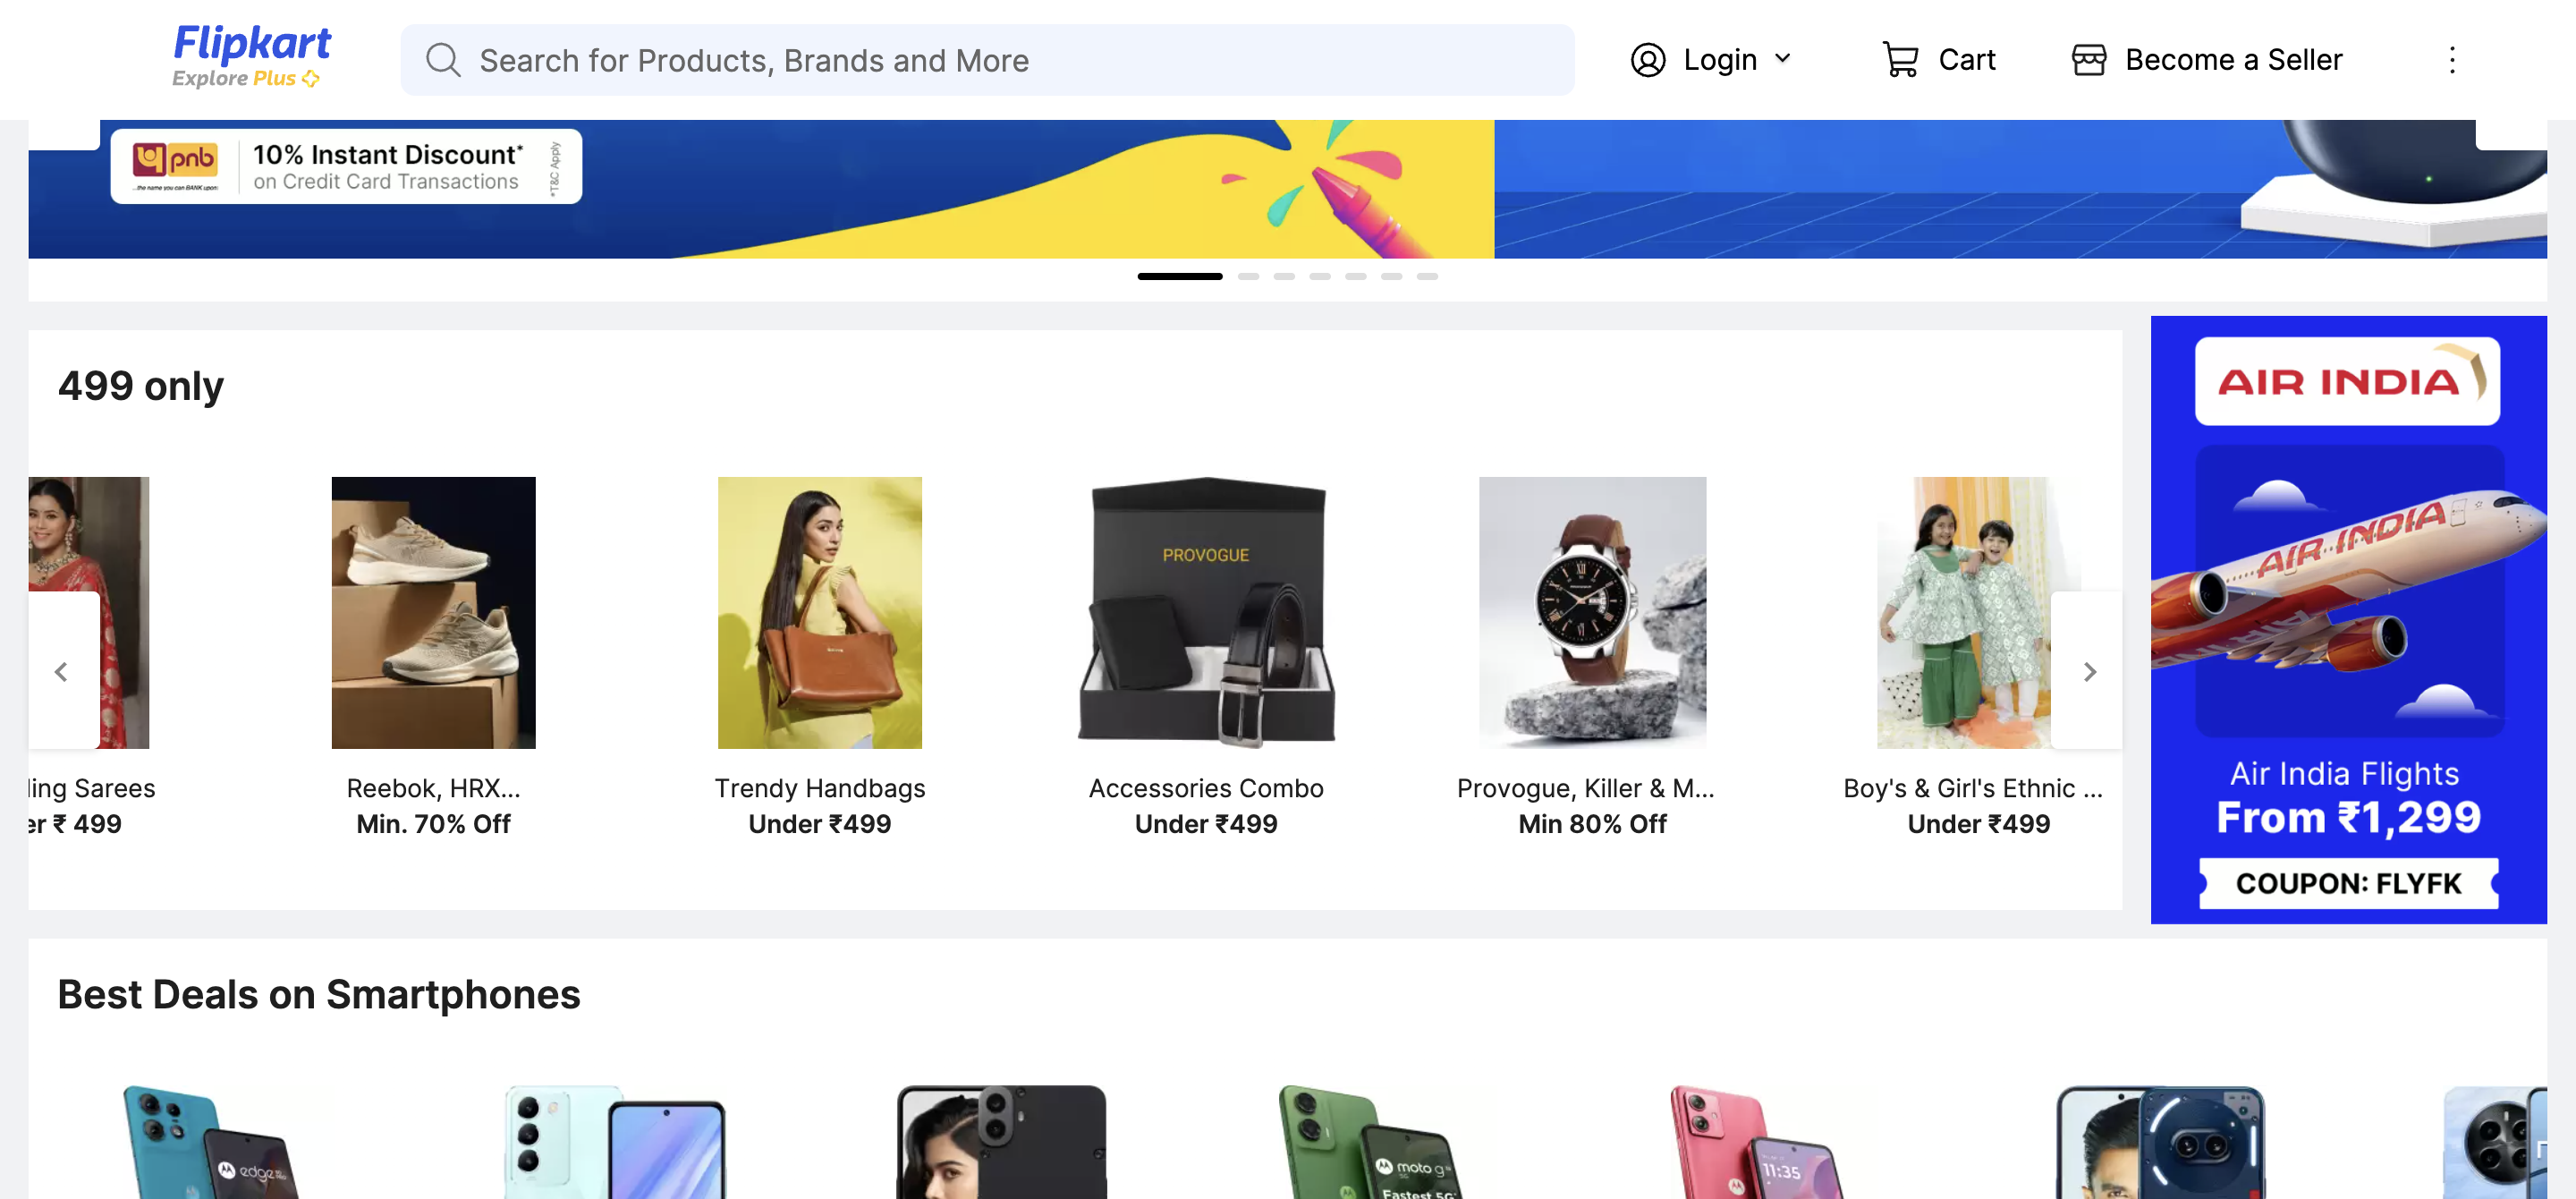 Flipkart
Explore Plus
Search for Products, Brands and More
Login
Cart
Become a Seller
pnb
...the name you can BANK upon!
10% Instant Discount*
on Credit Card Transactions
*T&C Apply
499 only
ling Sarees
er ₹ 499
Reebok, HRX...
Min. 70% Off
Trendy Handbags
Under ₹499
PROVOGUE
Accessories Combo
Under ₹499
Provogue, Killer & M...
Min 80% Off
Boy's & Girl's Ethnic ...
Under ₹499
AIR INDIA
AIR INDIA
Air India Flights
From ₹1,299
COUPON: FLYFK
Best Deals on Smartphones
edge
moto g
Fastest 5G
11:35